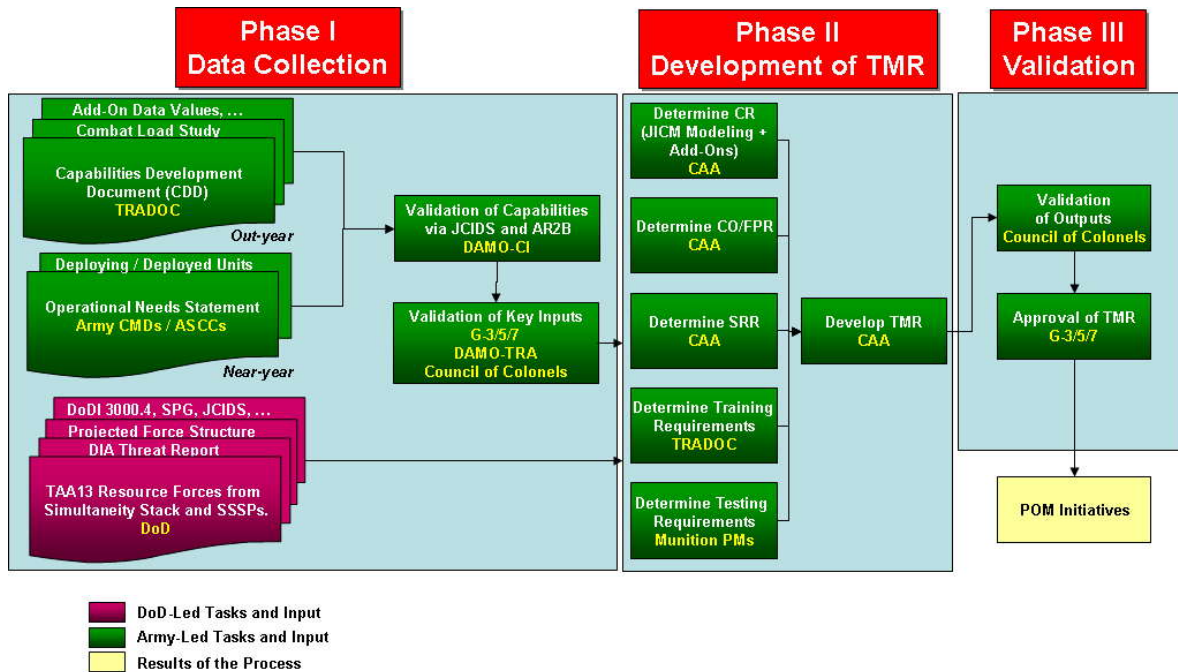 Phase I
Data Collection
Phase II
Development of TMR
Phase III
Validation
Add-On Data Values, ...
Combat Load Study
Capabilities Development
Document (CDD)
TRADOC
Out-year
Deploying / Deployed Units
Operational Needs Statement
Army CMDs / ASCCs
Near-year
DoDI 3000.4, SPG, JCIDS, ...
Projected Force Structure
DIA Threat Report
TAA13 Resource Forces from
Simultaneity Stack and SSSPs.
DoD
Validation of Capabilities
via JCIDS and AR2B
DAMO-CI
Validation of Key Inputs
G-3/5/7
DAMO-TRA
Council of Colonels
Determine CR
(JICM Modeling +
Add-Ons)
CAA
Determine CO/FPR
CAA
Determine SRR
CAA
Determine Training
Requirements
TRADOC
Determine Testing
Requirements
Munition PMs
Develop TMR
CAA
Validation
of Outputs
Council of Colonels
Approval of TMR
G-3/5/7
POM Initiatives
DoD-Led Tasks and Input
Army-Led Tasks and Input
Results of the Process